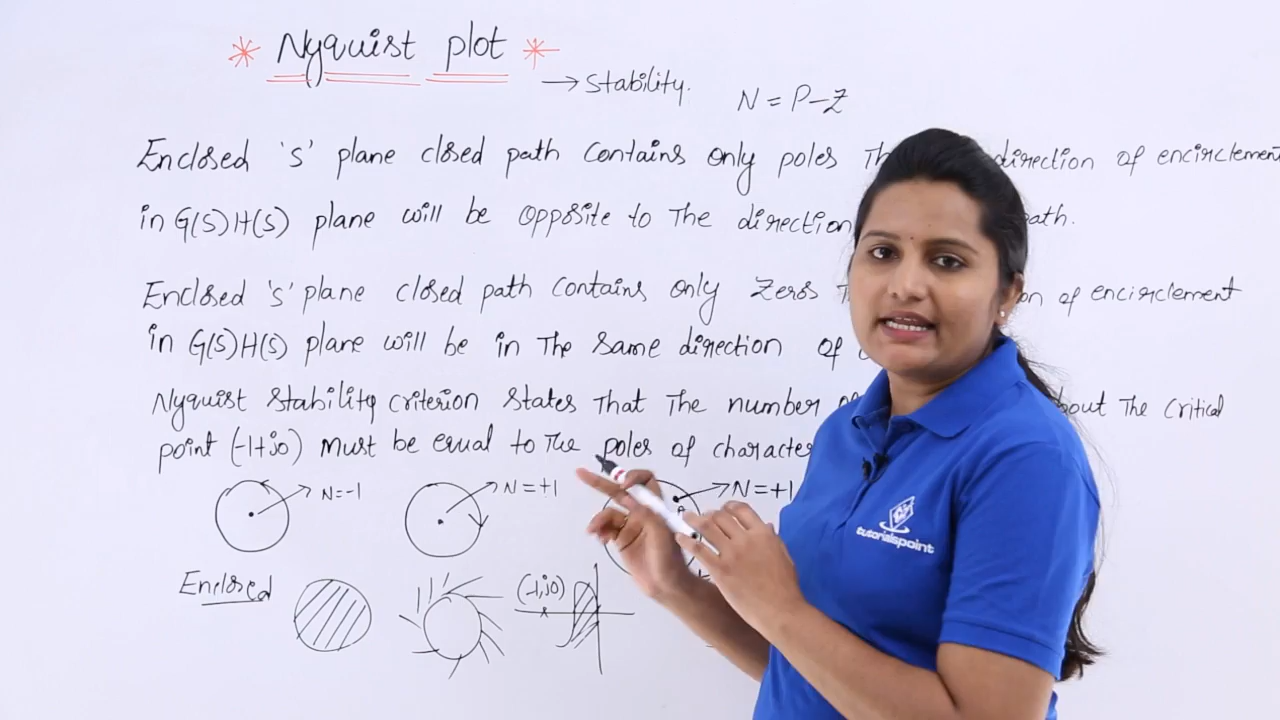 * Nyquist plot *
→ Stability.
N = P - Z
Enclosed 's' plane closed path contains only poles direction of encirclement
in G(S)H(S) plane will be opposite to The direction
Enclosed 's' plane closed path contains only zeros of encirclement
in G(S)H(S) plane will be in The Same direction of
Nyquist Stability Criterion States That The number about The Critical
point (-1+j0) Must be equal to The poles of
N=-1
N=+1
N=+1
Enclosed
(-1,j0)
tutorialspoint